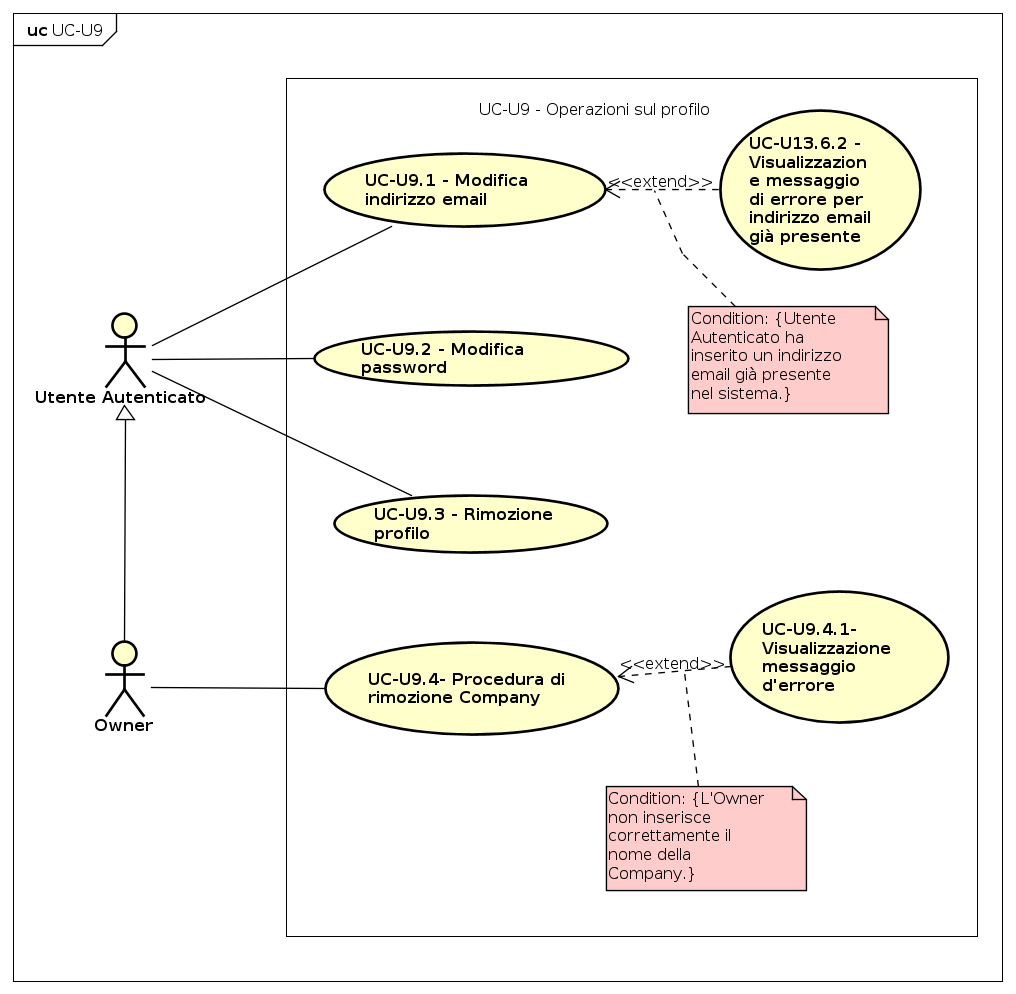 uc UC-U9
UC-U9 - Operazioni sul profilo
UC-U9.1 - Modifica
indirizzo email
<<extend>>
UC-U13.6.2 -
Visualizzazion
e messaggio
di errore per
indirizzo email
già presente
Condition: {Utente
Autenticato ha
inserito un indirizzo
email già presente
nel sistema.}
UC-U9.2 - Modifica
password
Utente Autenticato
UC-U9.3 - Rimozione
profilo
UC-U9.4- Procedura di
rimozione Company
<<extend>>
UC-U9.4.1-
Visualizzazione
messaggio
d'errore
Owner
Condition: {L'Owner
non inserisce
correttamente il
nome della
Company.}